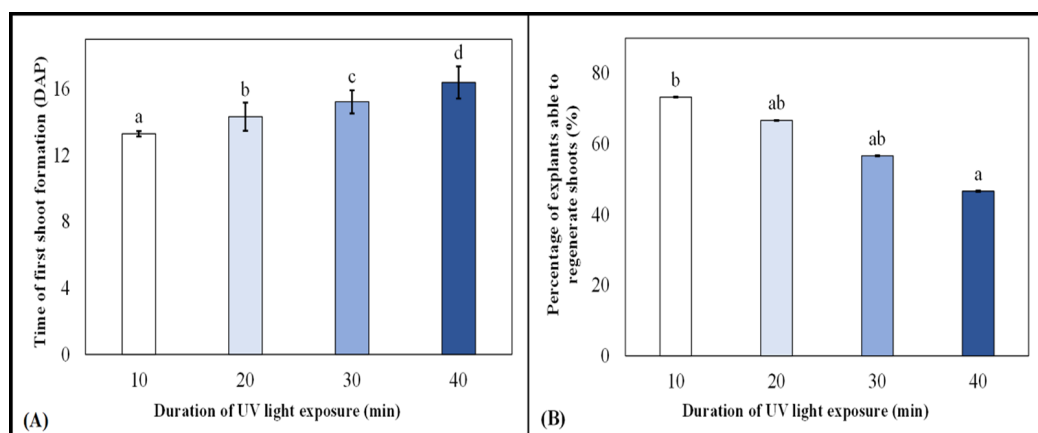 Time of first shoot formation (DAP)
16
12
8
4
0
a
b
c
d
10 20 30 40
Duration of UV light exposure (min)
(A)
Percentage of explants able to
regenerate shoots (%)
80
60
40
20
0
b
ab
ab
a
10 20 30 40
Duration of UV light exposure (min)
(B)